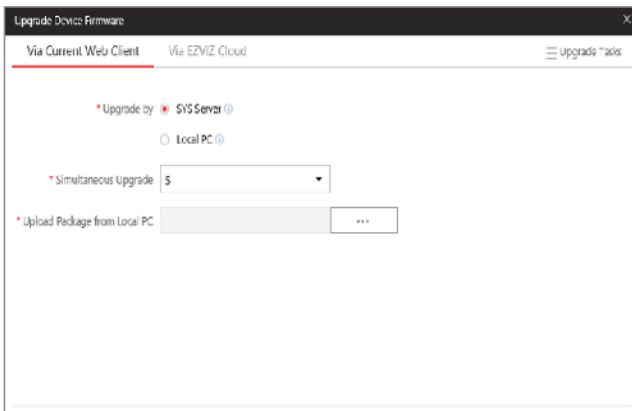 Upgrade Device Firmware
Via Current Web Client Via EZVIZ Cloud Upgrade Tasks
* Upgrade by SYS Server
Local PC
* Simultaneous Upgrade 5
* Upload Package from Local PC ...